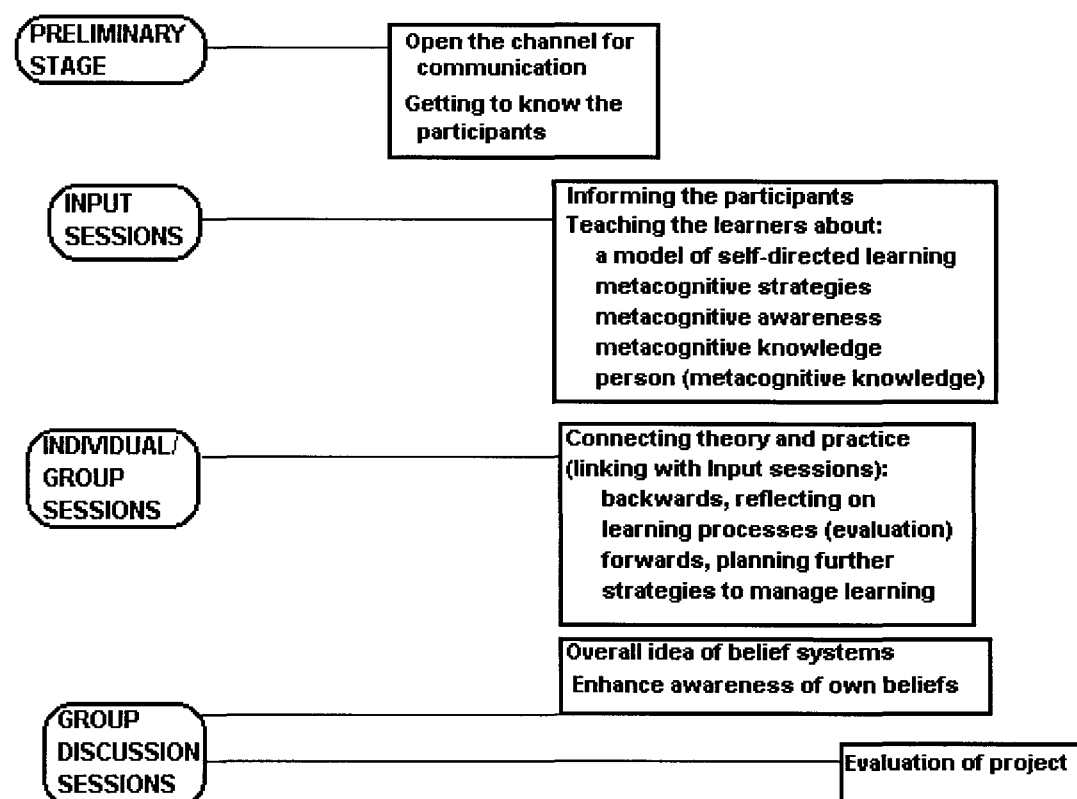 PRELIMINARY
STAGE
Open the channel for
communication
Getting to know the
participants
INPUT
SESSIONS
Informing the participants
Teaching the learners about:
a model of self-directed learning
metacognitive strategies
metacognitive awareness
metacognitive knowledge
person (metacognitive knowledge)
INDIVIDUAL/
GROUP
SESSIONS
Connecting theory and practice
(linking with Input sessions):
backwards, reflecting on
learning processes (evaluation)
forwards, planning further
strategies to manage learning
Overall idea of belief systems
Enhance awareness of own beliefs
GROUP
DISCUSSION
SESSIONS
Evaluation of project